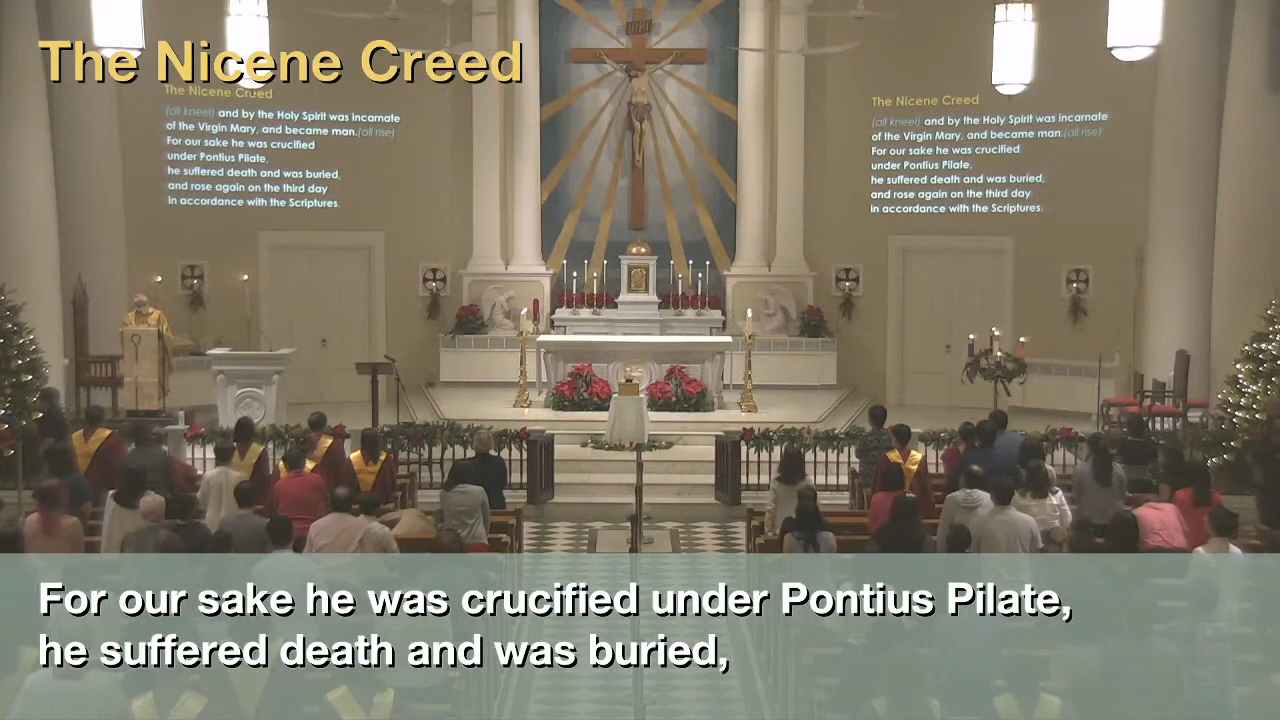 The Nicene Creed
The Nicene Creed
(all kneel) and by the Holy Spirit was incarnate
of the Virgin Mary, and became man.(all rise)
For our sake he was crucified
under Pontius Pilate,
he suffered death and was buried,
and rose again on the third day
in accordance with the Scriptures.
The Nicene Creed
(all kneel) and by the Holy Spirit was incarnate
of the Virgin Mary, and became man.(all rise)
For our sake he was crucified
under Pontius Pilate,
he suffered death and was buried,
and rose again on the third day
in accordance with the Scriptures.
INRI
For our sake he was crucified under Pontius Pilate,
he suffered death and was buried,